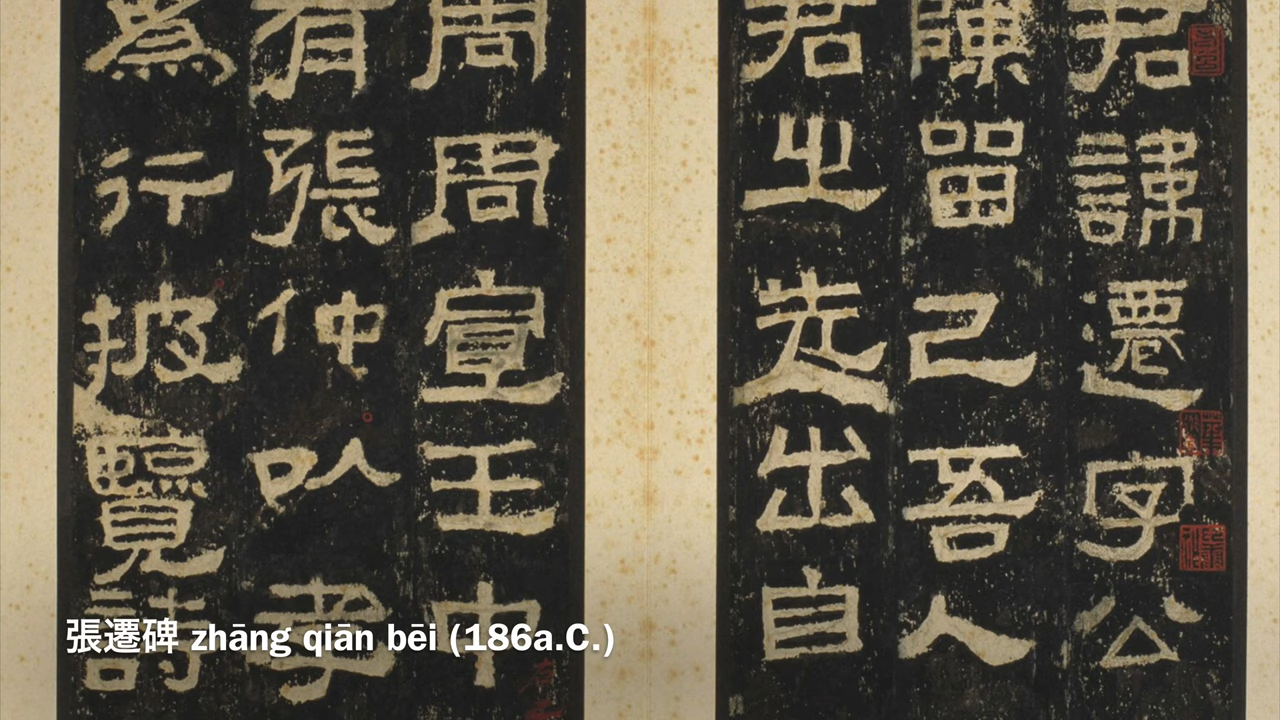 君諱遷字公
陳留己吾人
君之先出自
周周宣王中
有張仲以孝
為行披覽詩
張遷碑 zhāng qiān bēi (186a.C.)